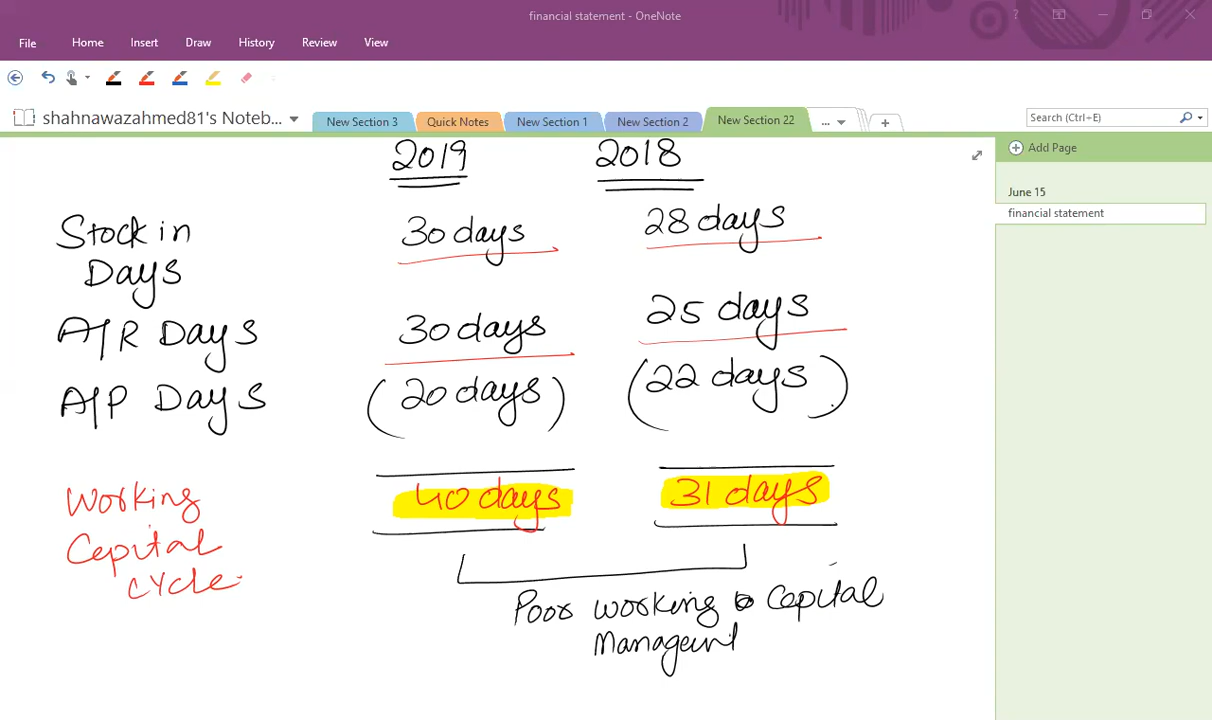 financial statement - OneNote
?
File Home Insert Draw History Review View
shahnawazahmed81's Noteb... New Section 3 Quick Notes New Section 1 New Section 2 New Section 22 ... Search (Ctrl+E)
Add Page
June 15
financial statement
2019 2018
Stock in 30 days 28 days
Days
A/R Days 30 days 25 days
A/P Days (20 days) (22 days)
Working 40 days 31 days
Cepital
cycle
Poor working Cepital